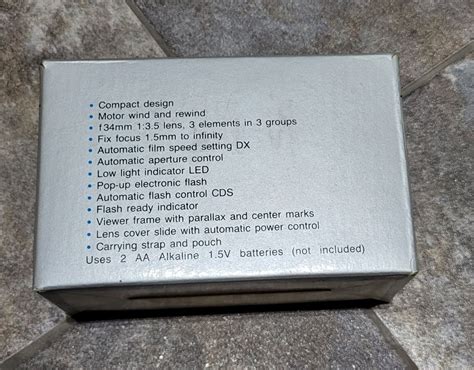 • Compact design
• Motor wind and rewind
• f34mm 1:3.5 lens, 3 elements in 3 groups
• Fix focus 1.5mm to infinity
• Automatic film speed setting DX
• Automatic aperture control
• Low light indicator LED
• Pop-up electronic flash
• Automatic flash control CDS
• Flash ready indicator
• Viewer frame with parallax and center marks
• Lens cover slide with automatic power control
• Carrying strap and pouch
Uses 2 AA Alkaline 1.5V batteries (not included)